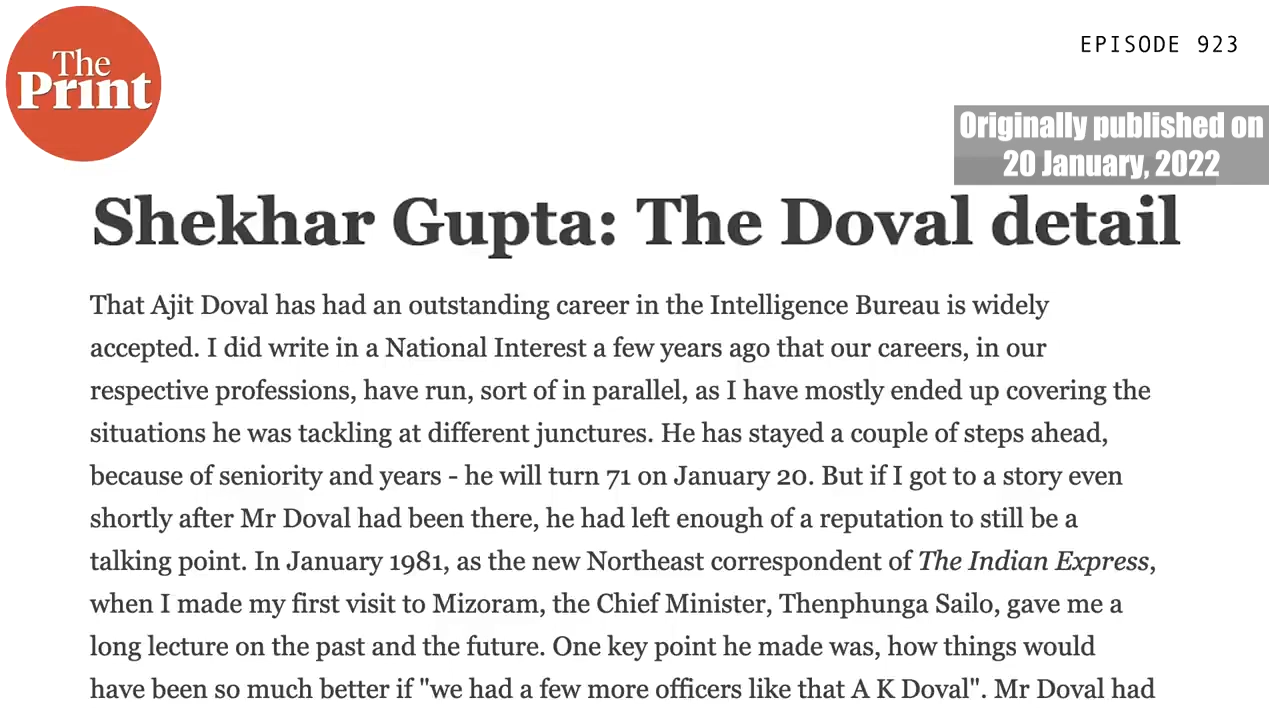 The
Print
EPISODE 923
Originally published on
20 January, 2022
Shekhar Gupta: The Doval detail
That Ajit Doval has had an outstanding career in the Intelligence Bureau is widely
accepted. I did write in a National Interest a few years ago that our careers, in our
respective professions, have run, sort of in parallel, as I have mostly ended up covering the
situations he was tackling at different junctures. He has stayed a couple of steps ahead,
because of seniority and years - he will turn 71 on January 20. But if I got to a story even
shortly after Mr Doval had been there, he had left enough of a reputation to still be a
talking point. In January 1981, as the new Northeast correspondent of The Indian Express,
when I made my first visit to Mizoram, the Chief Minister, Thenphunga Sailo, gave me a
long lecture on the past and the future. One key point he made was, how things would
have been so much better if "we had a few more officers like that A K Doval". Mr Doval had